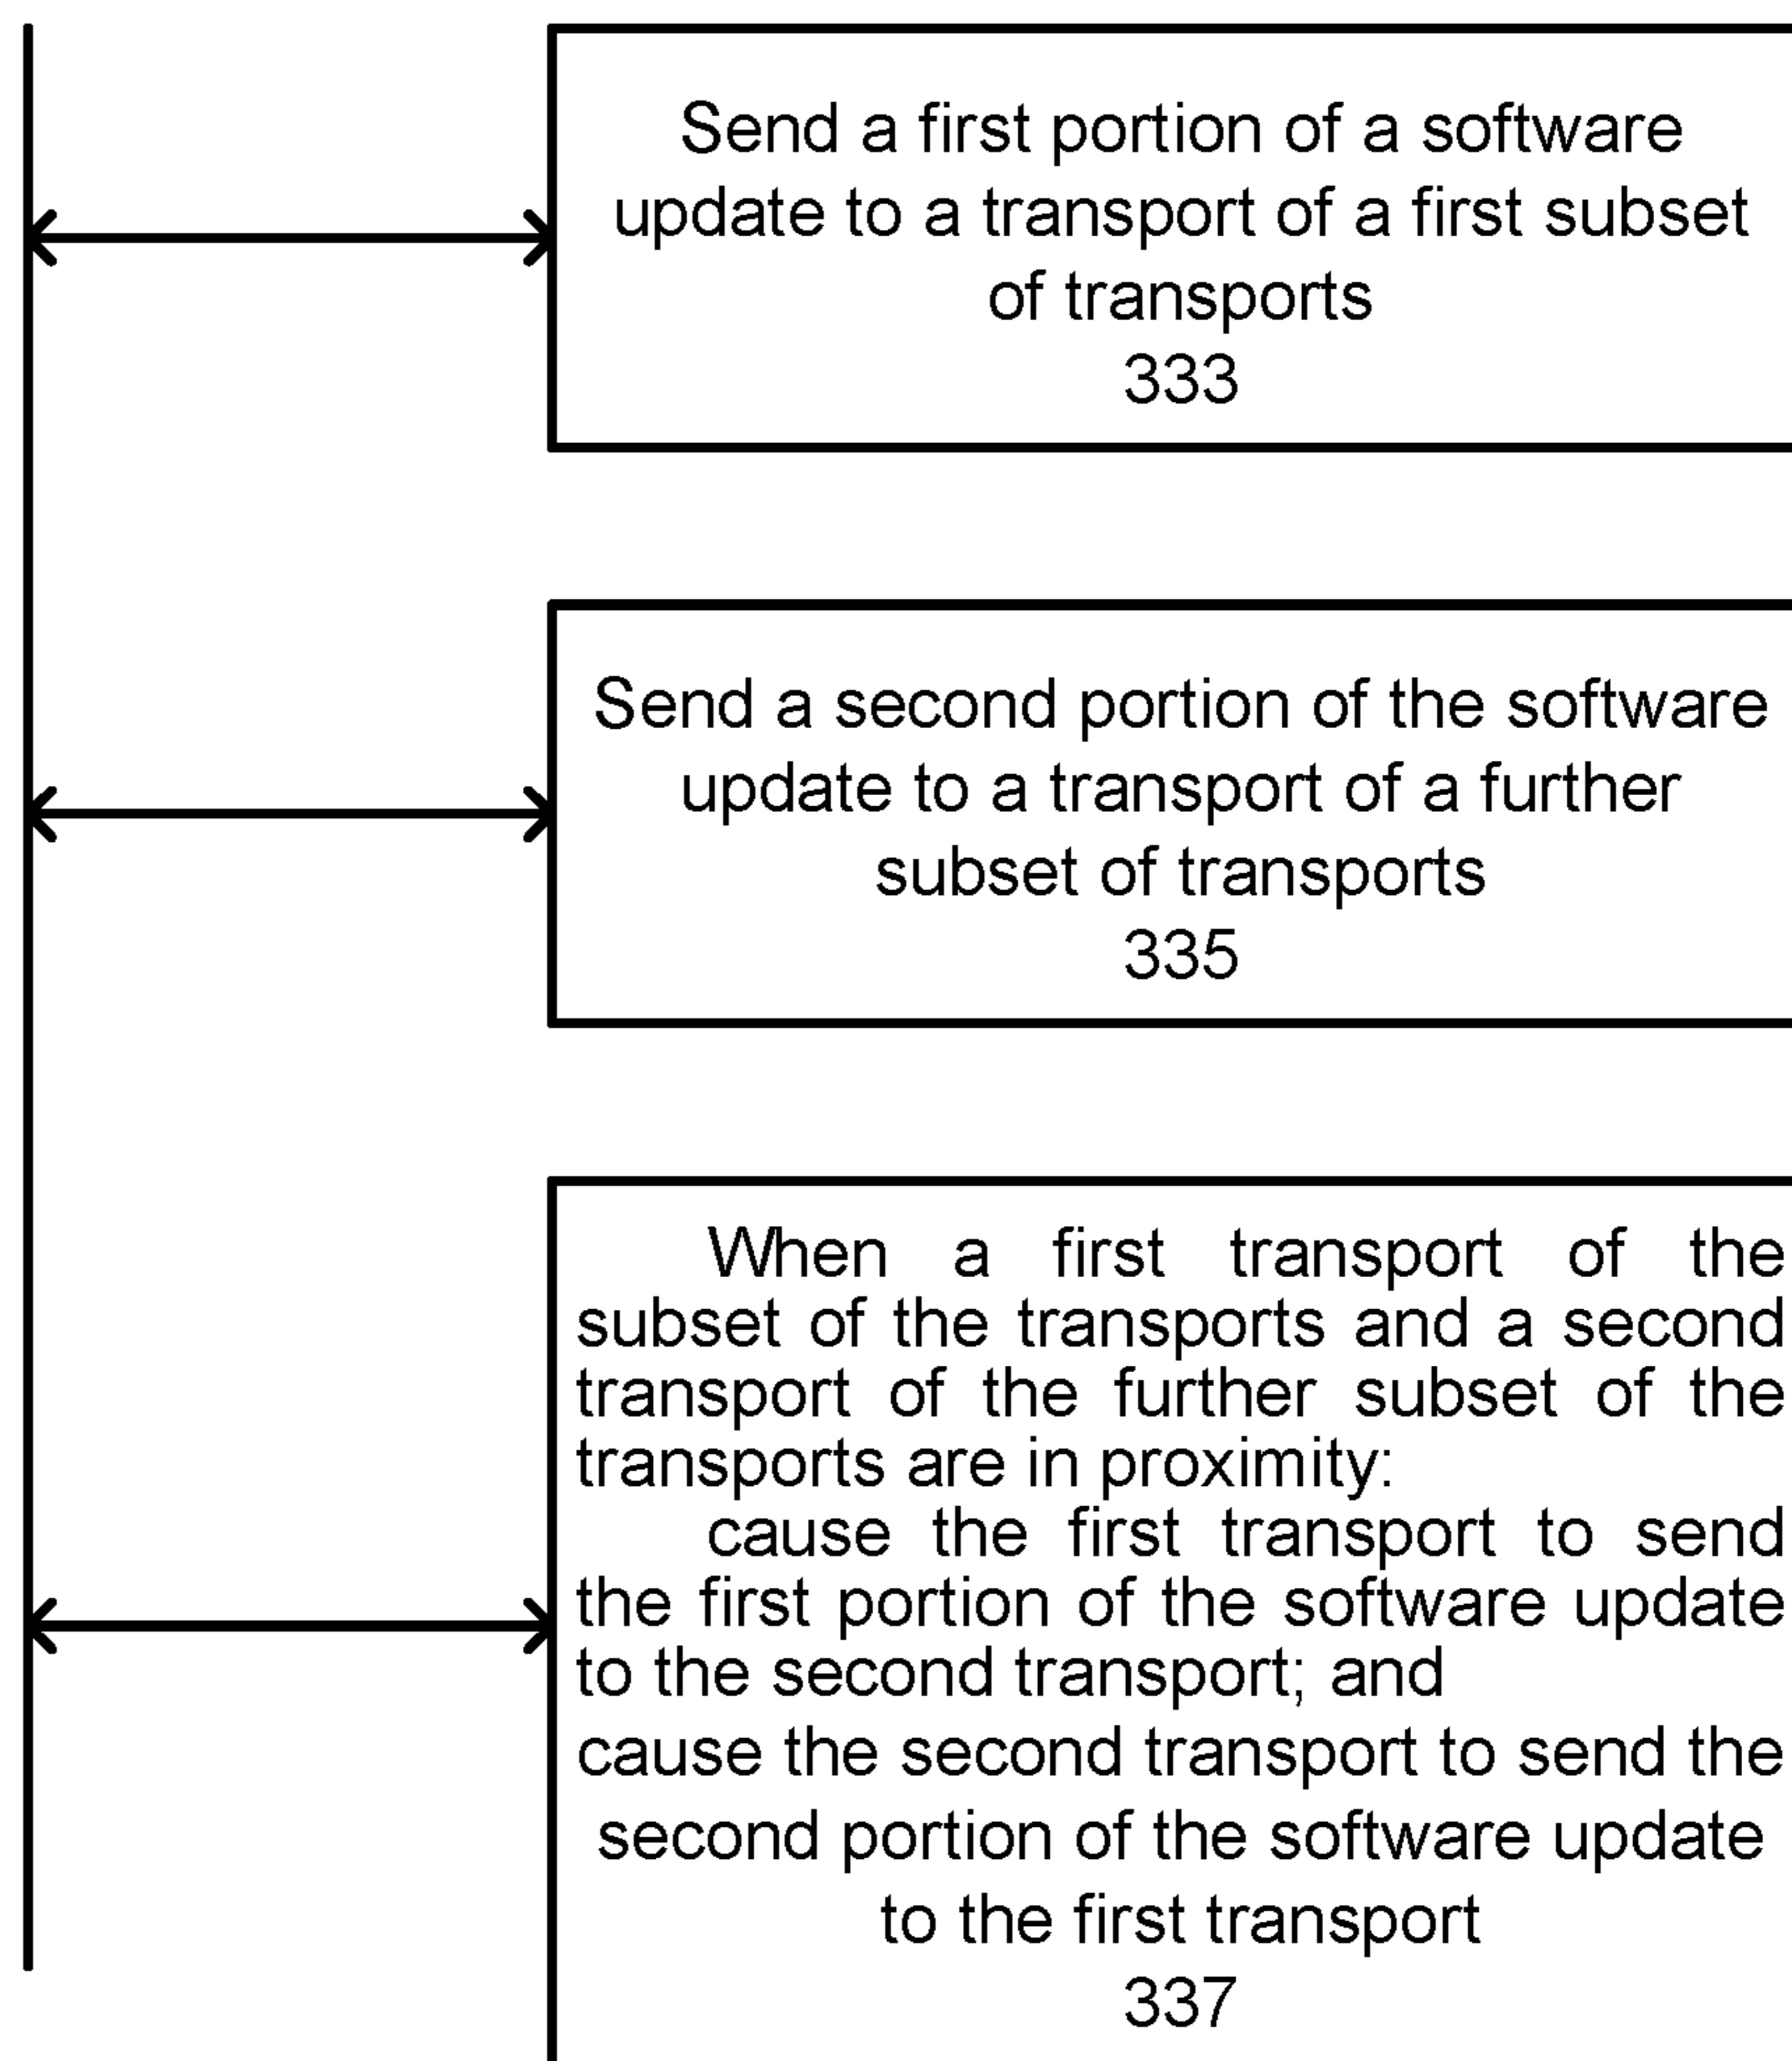 Send a first portion of a software
update to a transport of a first subset
of transports
333
Send a second portion of the software
update to a transport of a further
subset of transports
335
When a first transport of the
subset of the transports and a second
transport of the further subset of the
transports are in proximity:
cause the first transport to send
the first portion of the software update
to the second transport; and
cause the second transport to send the
second portion of the software update
to the first transport
337